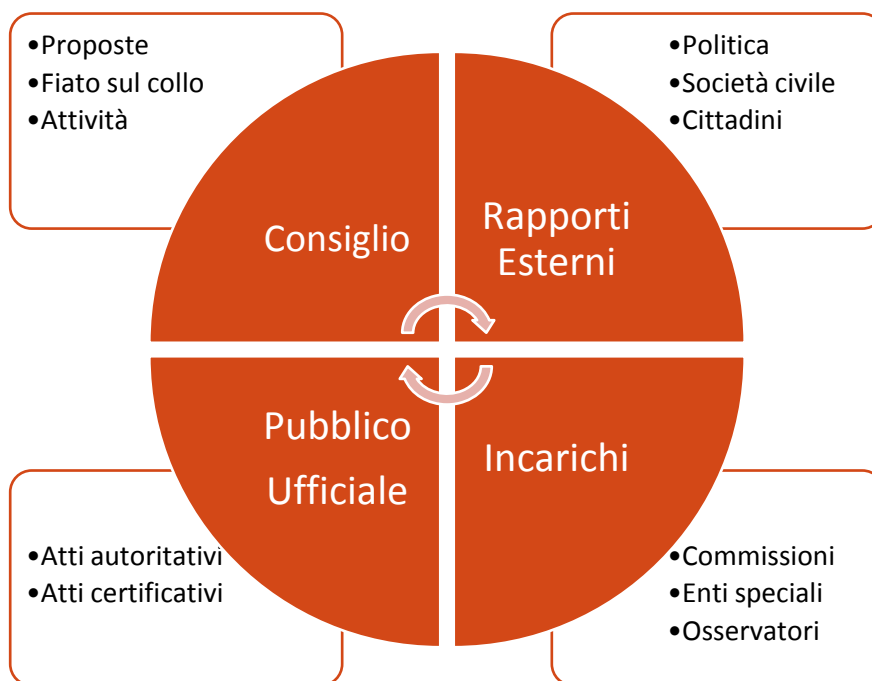 •Proposte
•Fiato sul collo
•Attività
•Politica
•Società civile
•Cittadini
Consiglio
Rapporti
Esterni
Pubblico
Ufficiale
Incarichi
•Atti autoritativi
•Atti certificativi
•Commissioni
•Enti speciali
•Osservatori